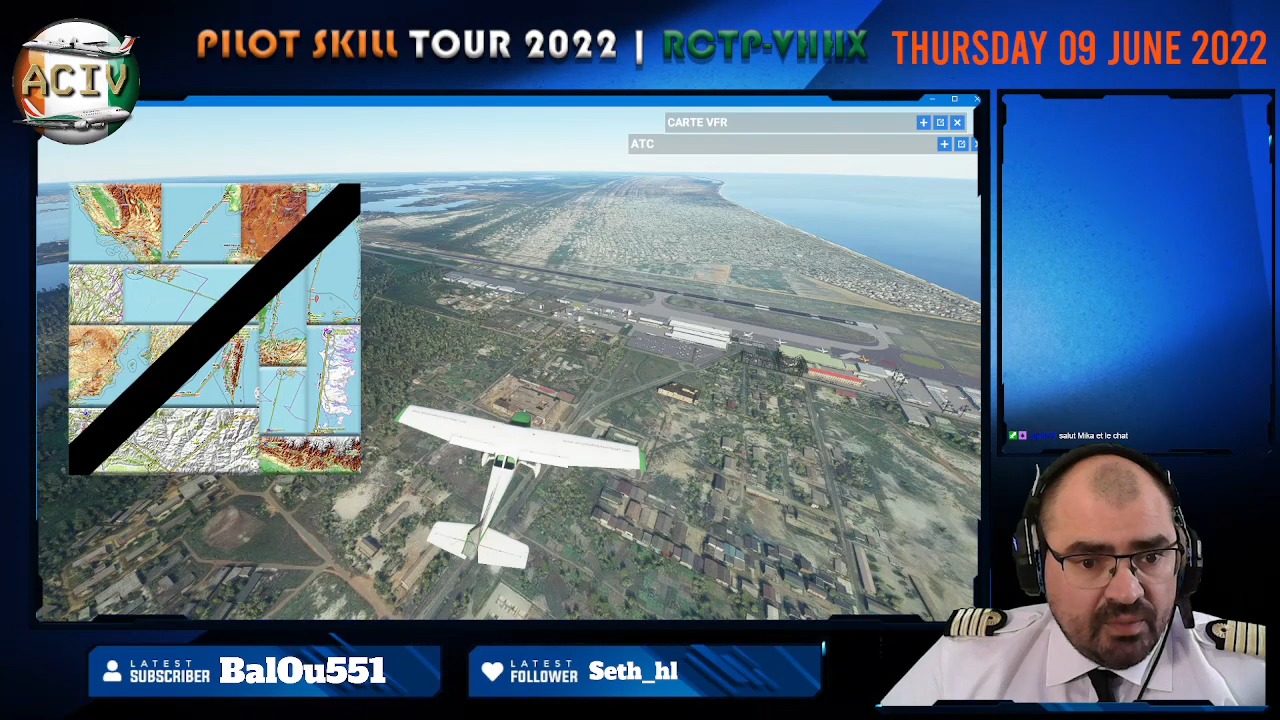 PILOT SKILL TOUR 2022 | RCTP-VHHX
THURSDAY 09 JUNE 2022
ACIV
CARTE VFR
ATC
salut Mika et le chat
LATEST
SUBSCRIBER
BalOu551
LATEST
FOLLOWER
Seth_hl